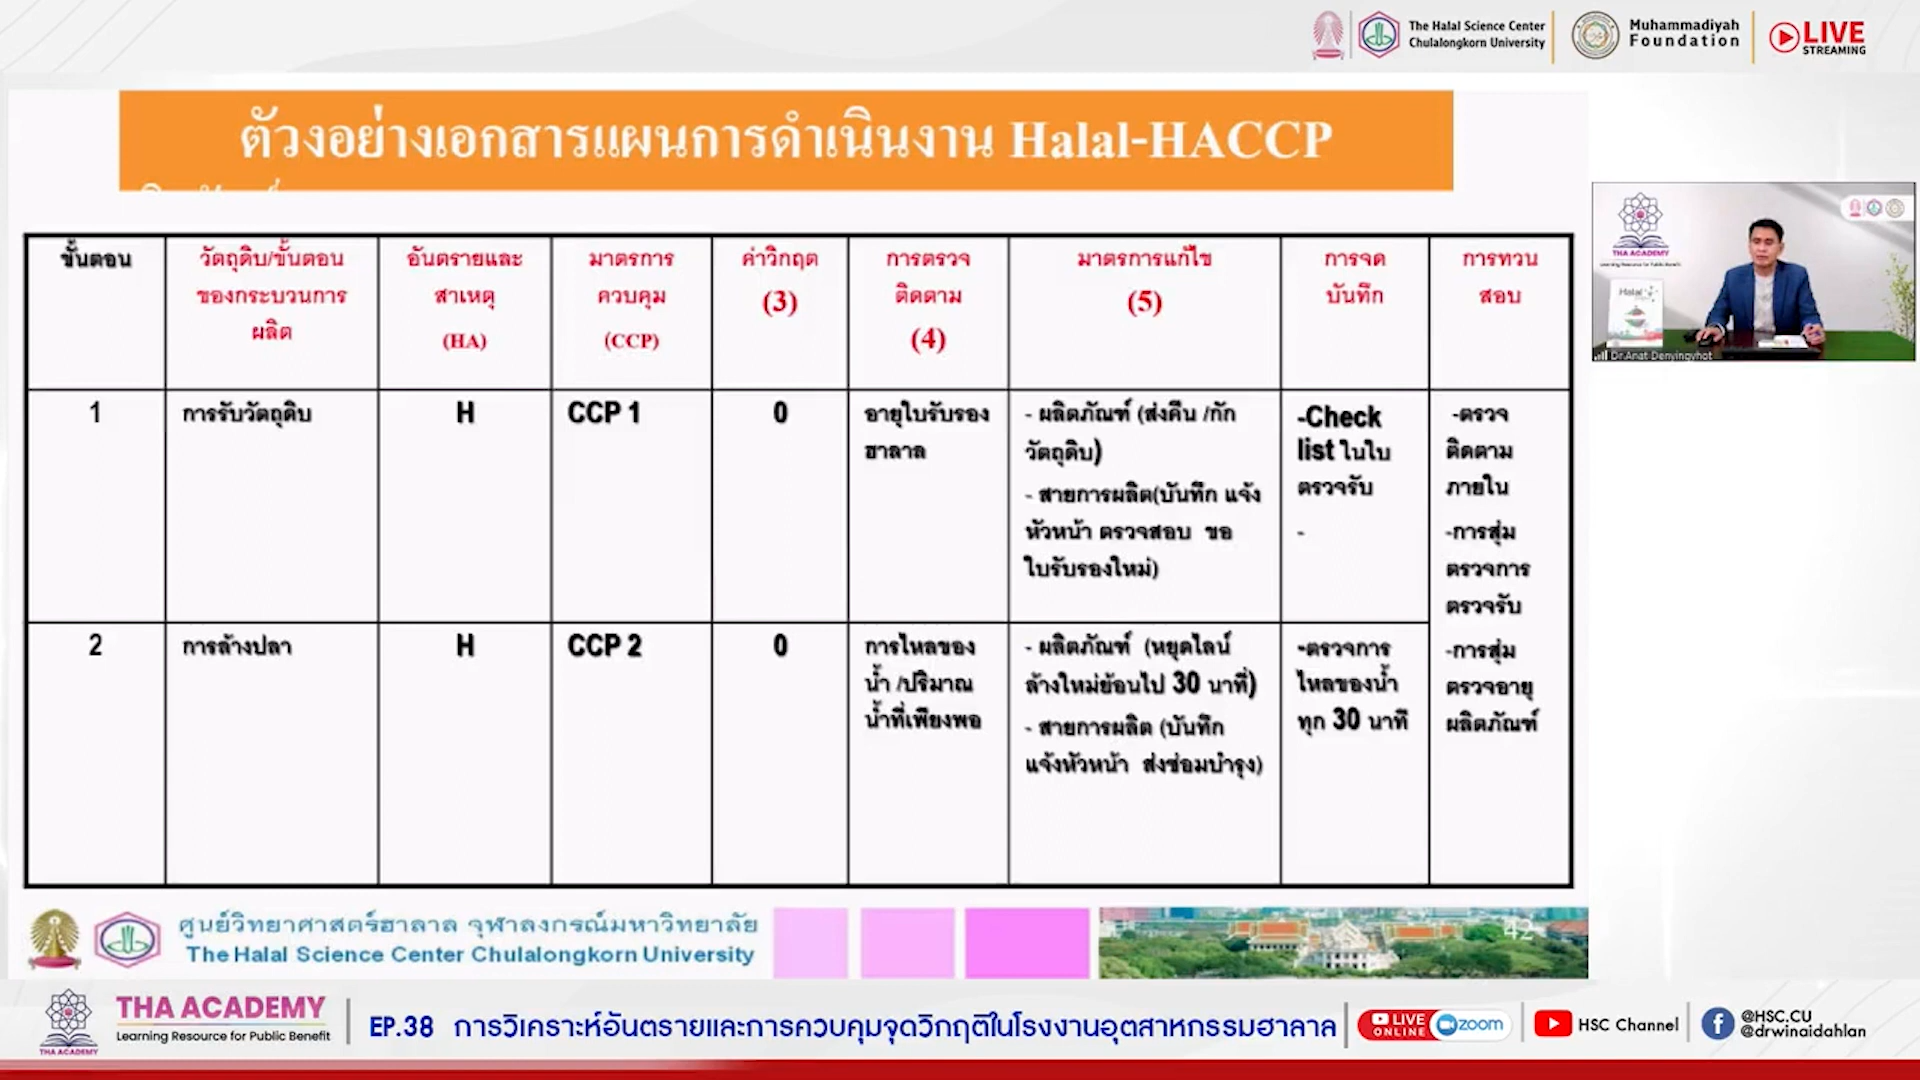 The Halal Science Center
Chulalongkorn University
Muhammadiyah
Foundation
LIVE
STREAMING
ตัวอย่างเอกสารแผนการดำเนินงาน Halal-HACCP
ขั้นตอน
วัตถุดิบ/ขั้นตอน
ของกระบวนการ
ผลิต
อันตรายและ
สาเหตุ
(HA)
มาตรการ
ควบคุม
(CCP)
ค่าวิกฤต
(3)
การตรวจ
ติดตาม
(4)
มาตรการแก้ไข
(5)
การจด
บันทึก
การทวน
สอบ
1
การรับวัตถุดิบ
H
CCP 1
0
อายุใบรับรอง
ฮาลาล
- ผลิตภัณฑ์ (ส่งคืน /กัก
วัตถุดิบ)
- สายการผลิต(บันทึก แจ้ง
หัวหน้า ตรวจสอบ ขอ
ใบรับรองใหม่)
-Check
list ในใบ
ตรวจรับ
-
-ตรวจ
ติดตาม
ภายใน
-การสุ่ม
ตรวจการ
ตรวจรับ
-การสุ่ม
ตรวจอายุ
ผลิตภัณฑ์
2
การล้างปลา
H
CCP 2
0
การไหลของ
น้ำ /ปริมาณ
น้ำที่เพียงพอ
- ผลิตภัณฑ์ (หยุดไลน์
ล้างใหม่ย้อนไป 30 นาที)
- สายการผลิต (บันทึก
แจ้งหัวหน้า ส่งซ่อมบำรุง)
-ตรวจการ
ไหลของน้ำ
ทุก 30 นาที
THA ACADEMY
Halal
Dr.Anat Denyingyhot
ศูนย์วิทยาศาสตร์ฮาลาล จุฬาลงกรณ์มหาวิทยาลัย
The Halal Science Center Chulalongkorn University
42
THA ACADEMY
THA ACADEMY
Learning Resource for Public Benefit
EP.38 การวิเคราะห์อันตรายและการควบคุมจุดวิกฤติในโรงงานอุตสาหกรรมฮาลาล
LIVE
ONLINE
zoom
HSC Channel
@HSC.CU
@drwinaidahlan